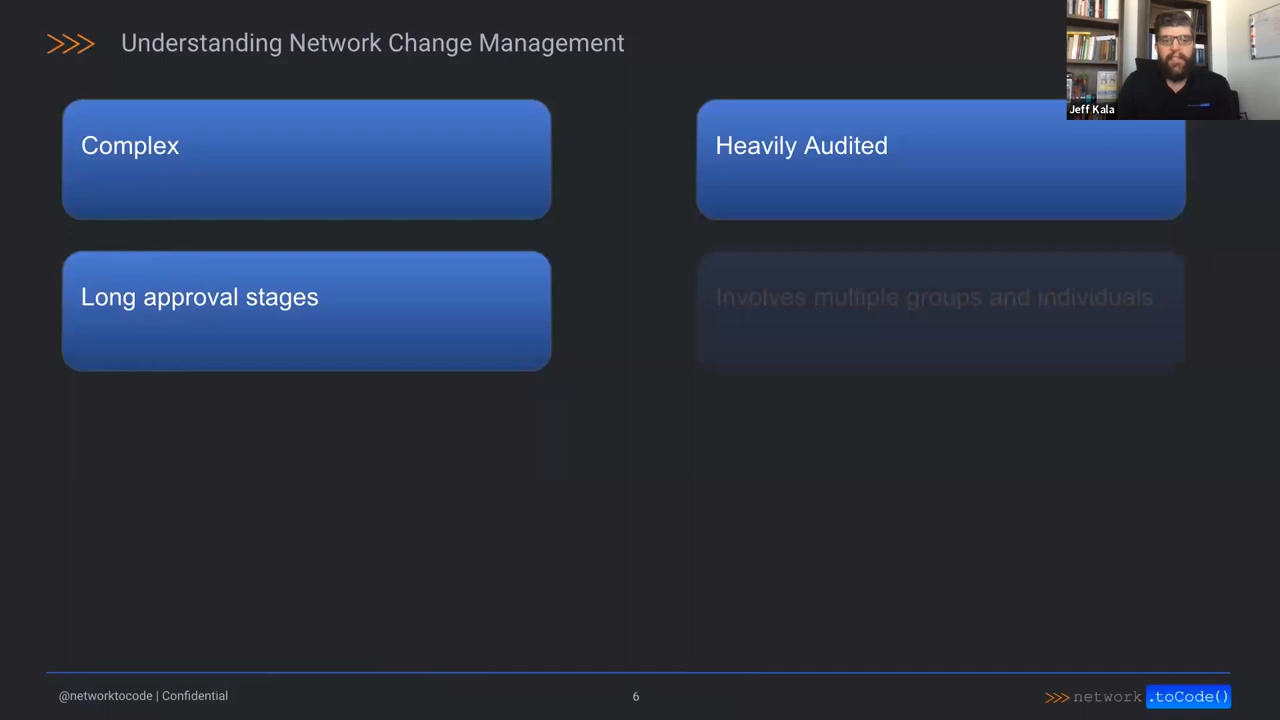 >>> Understanding Network Change Management
Jeff Kala
Complex
Heavily Audited
Long approval stages
Involves multiple groups and individuals
@networktocode | Confidential
6
>>> network .toCode()